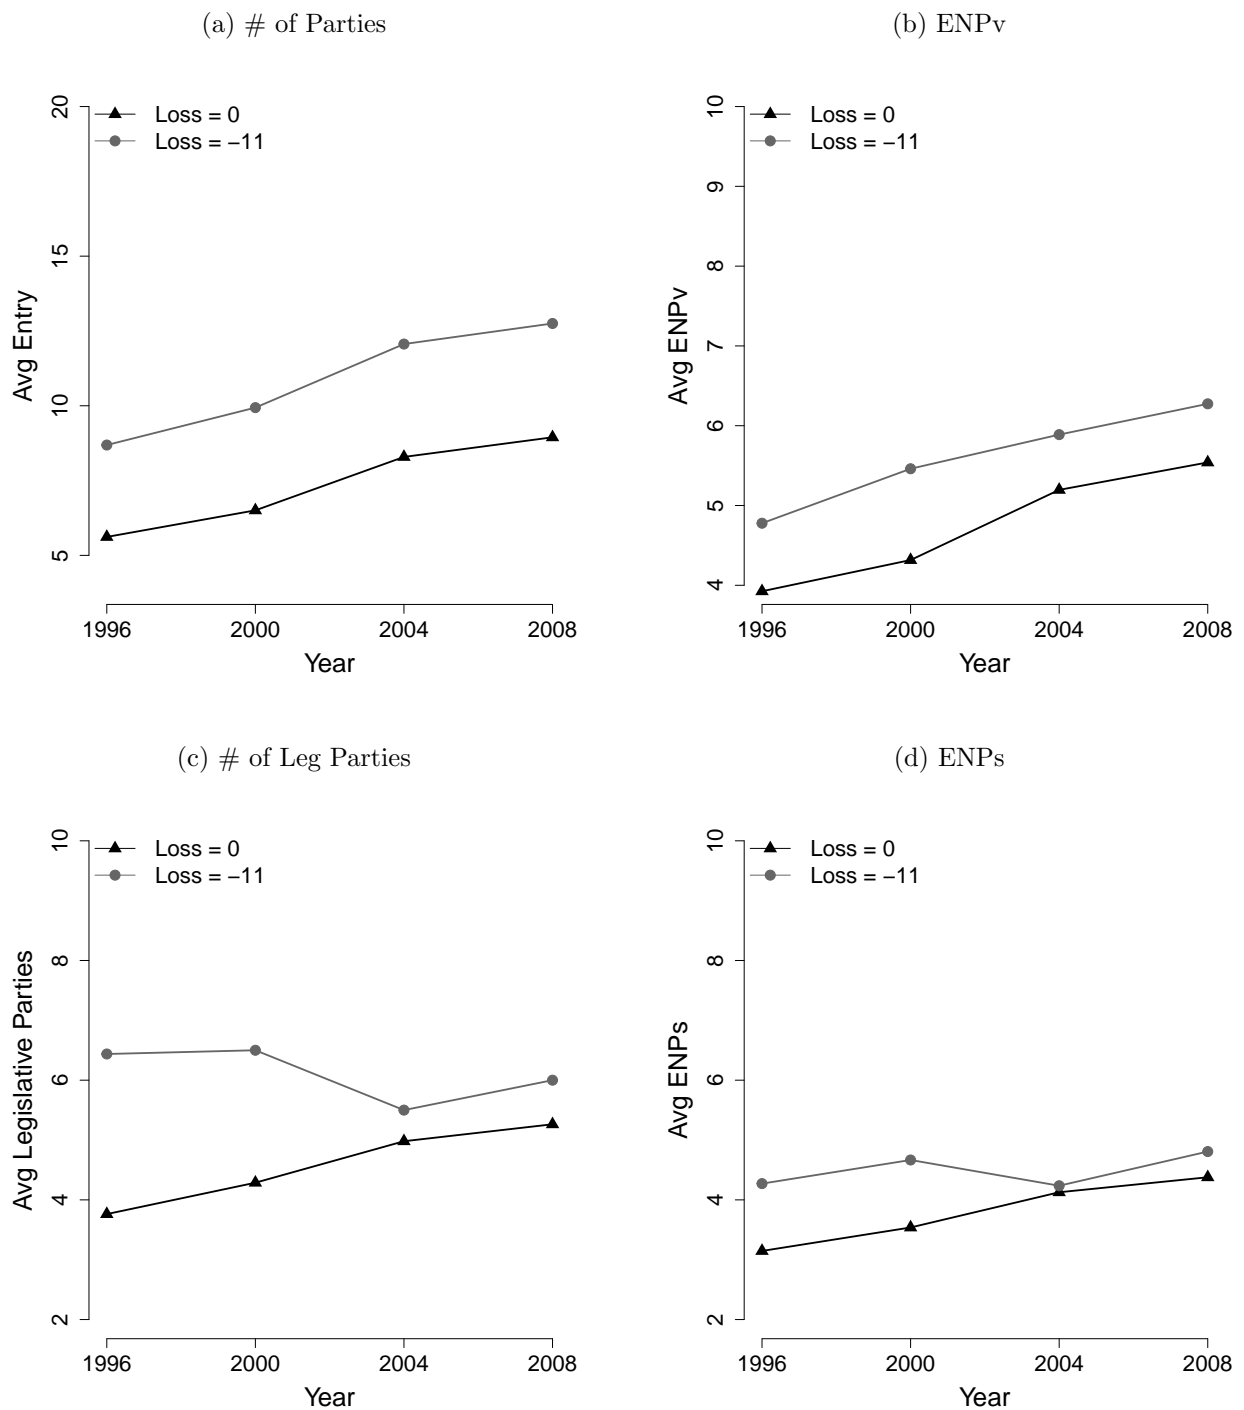 (a) # of Parties
Avg Entry
20
15
10
5
Loss = 0
Loss = −11
1996 2000 2004 2008
Year
(b) ENPv
Avg ENPv
10
9
8
7
6
5
4
Loss = 0
Loss = −11
1996 2000 2004 2008
Year
(c) # of Leg Parties
Avg Legislative Parties
10
8
6
4
2
Loss = 0
Loss = −11
1996 2000 2004 2008
Year
(d) ENPs
Avg ENPs
10
8
6
4
2
Loss = 0
Loss = −11
1996 2000 2004 2008
Year